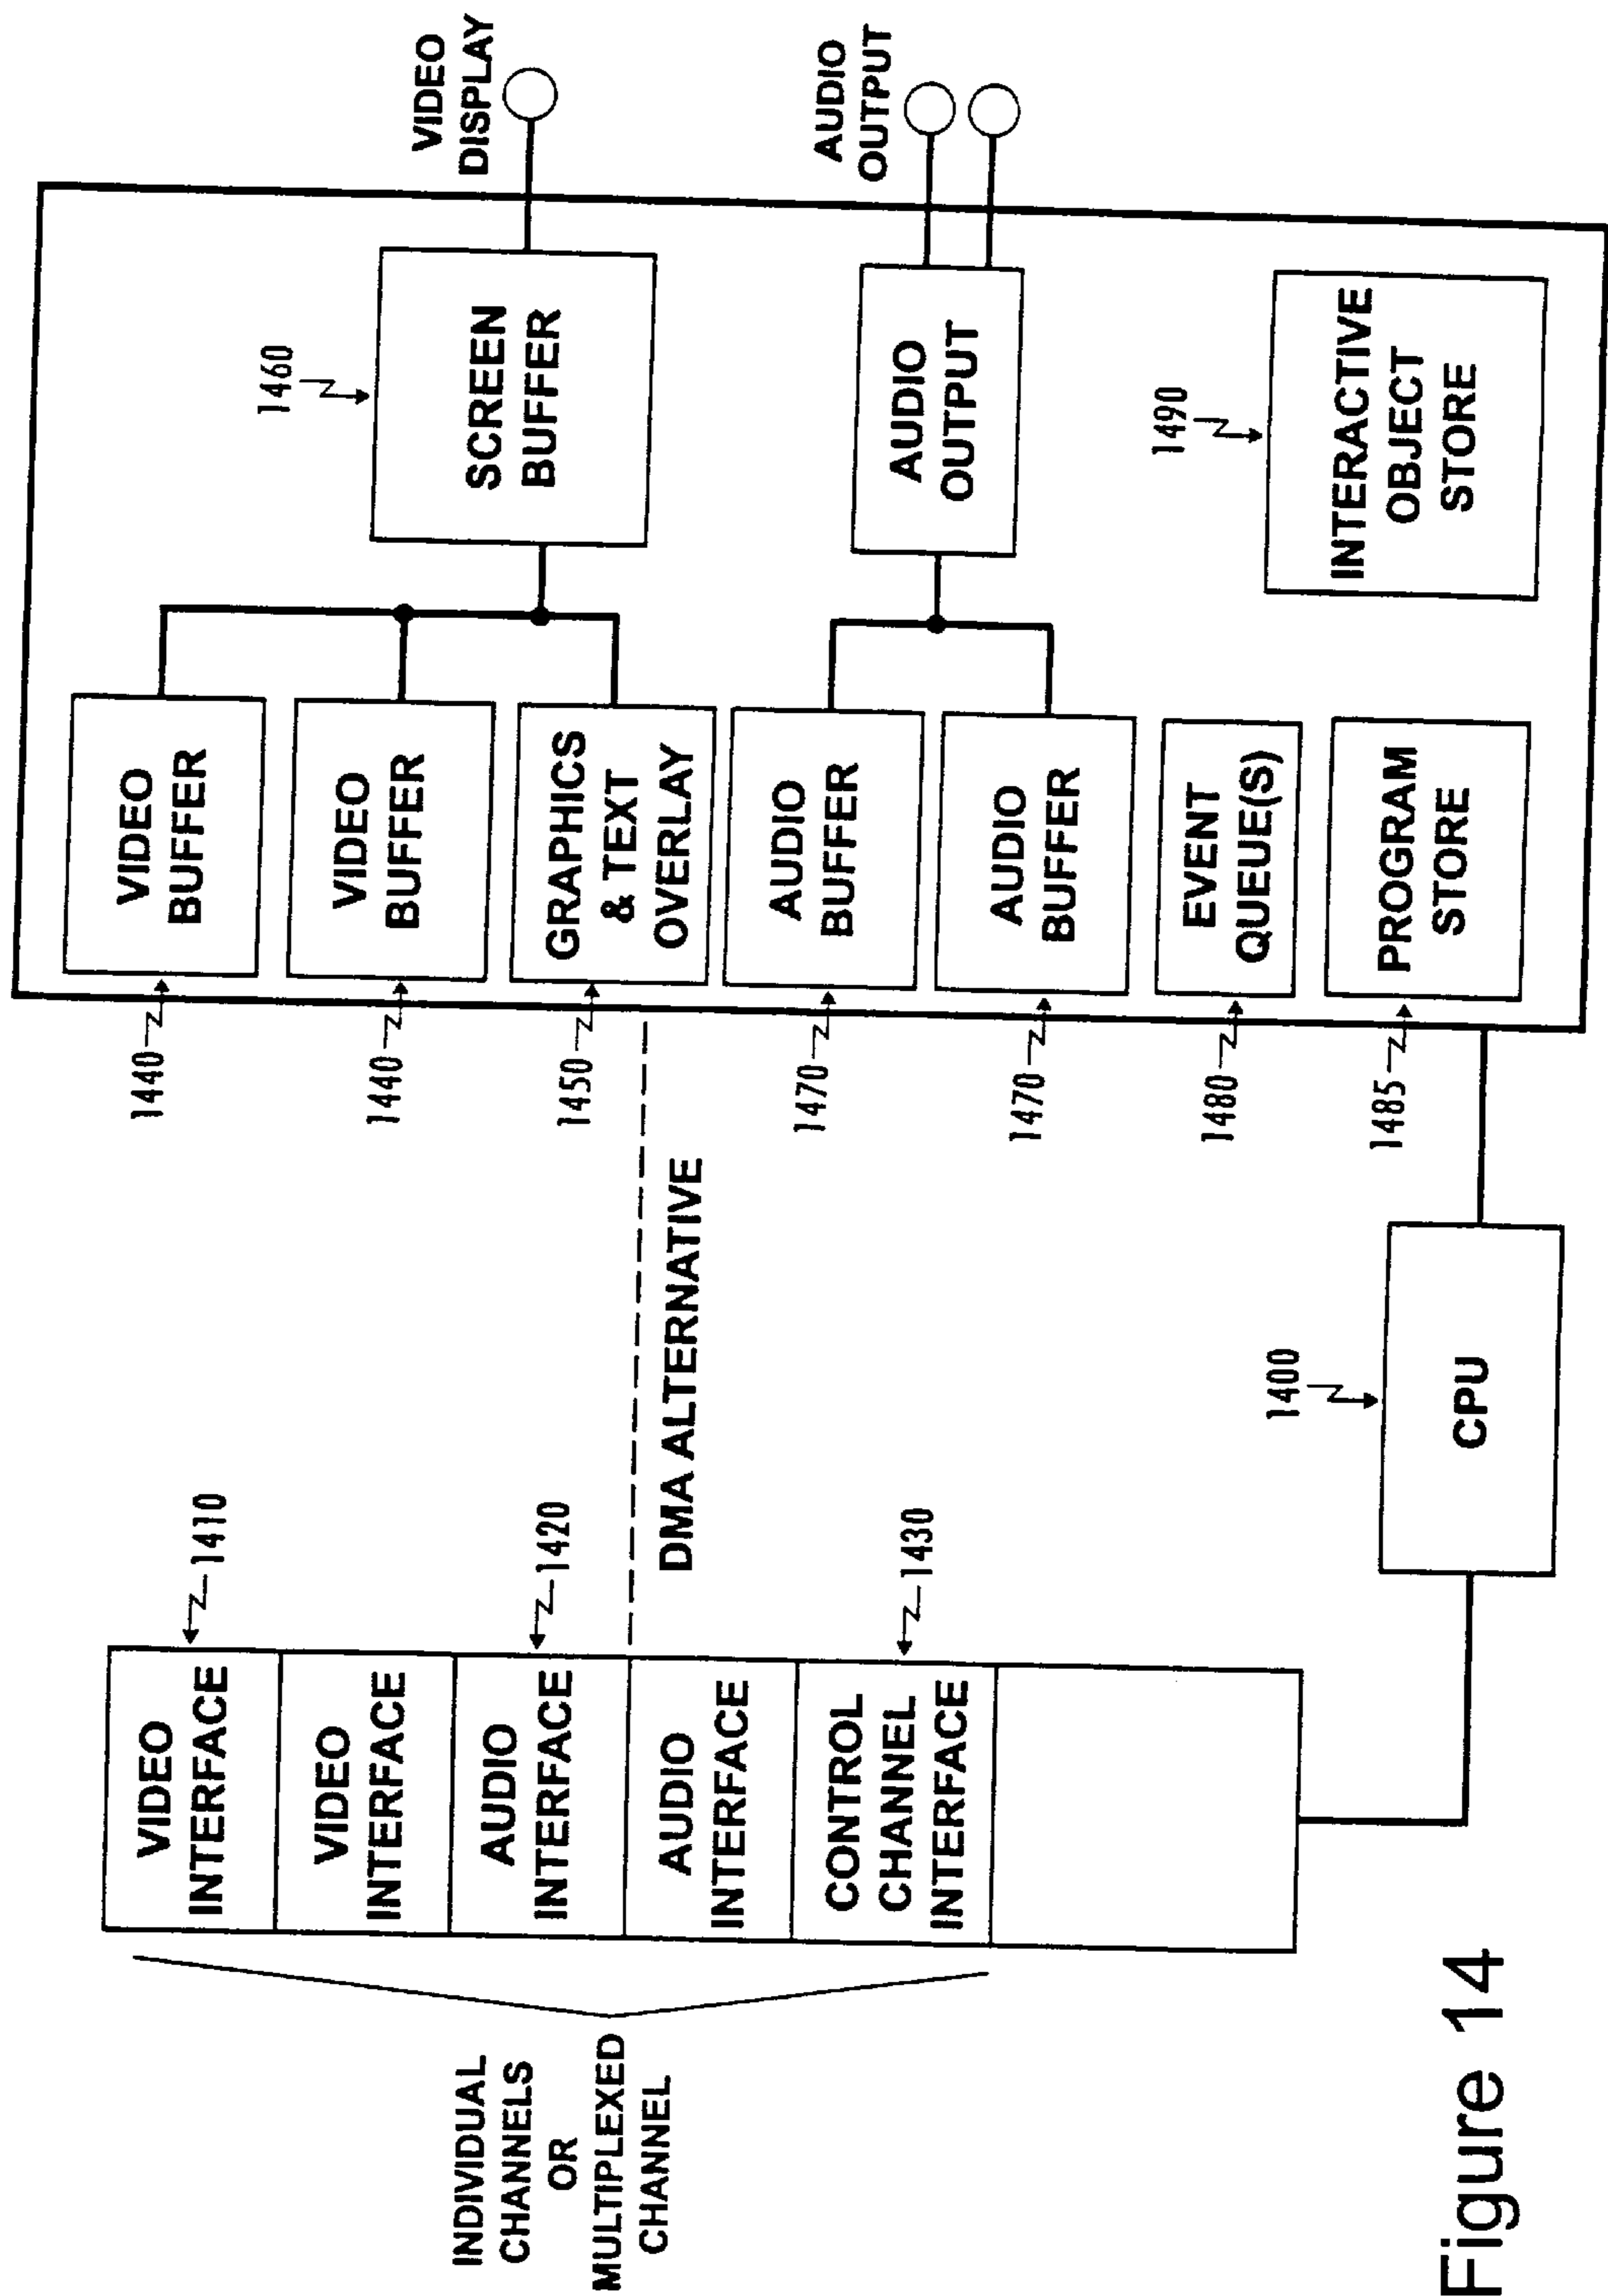 INDIVIDUAL
CHANNELS
OR
MULTIPLEXED
CHANNEL
VIDEO
INTERFACE
1410
VIDEO
INTERFACE
AUDIO
INTERFACE
1420
AUDIO
INTERFACE
CONTROL
CHANNEL
INTERFACE
1430
DMA ALTERNATIVE
1400
CPU
1440
VIDEO
BUFFER
1440
VIDEO
BUFFER
1450
GRAPHICS
& TEXT
OVERLAY
1470
AUDIO
BUFFER
1470
AUDIO
BUFFER
1480
EVENT
QUEUE(S)
1485
PROGRAM
STORE
1460
SCREEN
BUFFER
AUDIO
OUTPUT
1490
INTERACTIVE
OBJECT
STORE
VIDEO
DISPLAY
AUDIO
OUTPUT
Figure 14